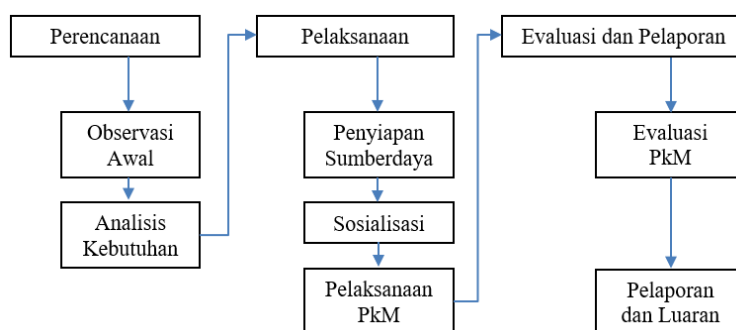 Perencanaan
Observasi
Awal
Analisis
Kebutuhan
Pelaksanaan
Penyiapan
Sumberdaya
Sosialisasi
Pelaksanaan
PkM
Evaluasi dan Pelaporan
Evaluasi
PkM
Pelaporan
dan Luaran